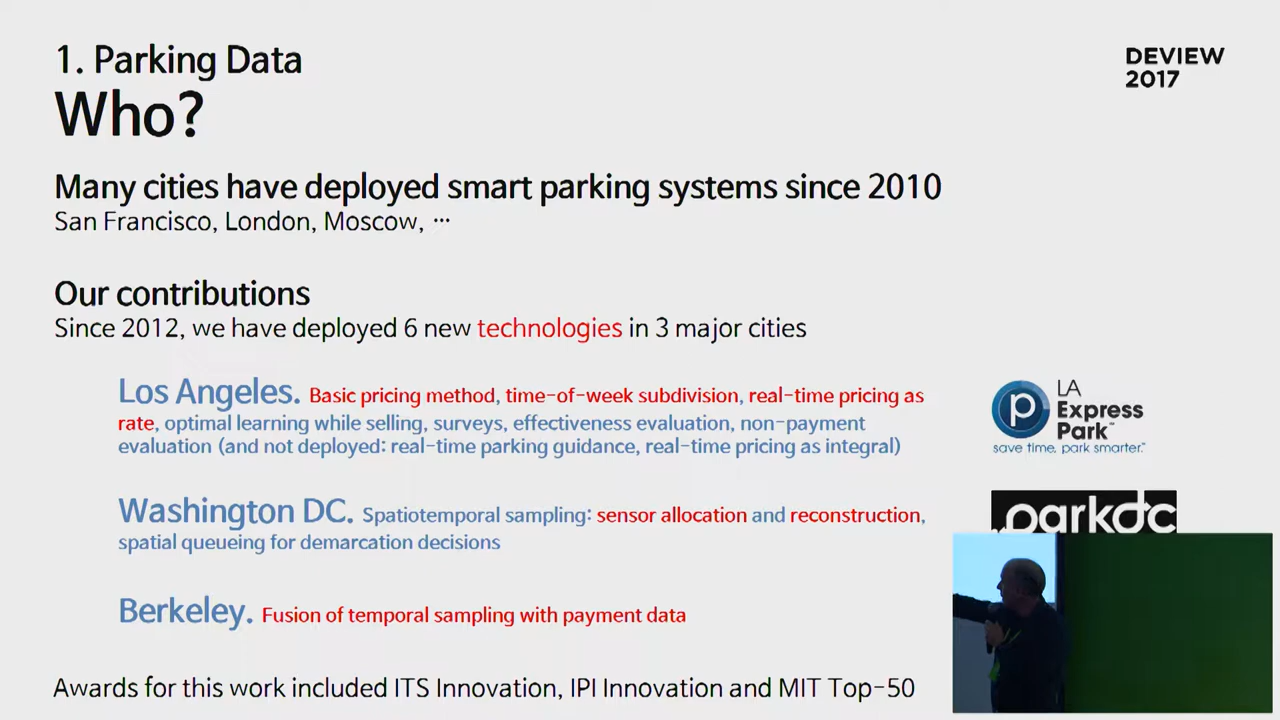 1. Parking Data
Who?
DEVIEW
2017
Many cities have deployed smart parking systems since 2010
San Francisco, London, Moscow, ···
Our contributions
Since 2012, we have deployed 6 new technologies in 3 major cities
Los Angeles. Basic pricing method, time-of-week subdivision, real-time pricing as
rate, optimal learning while selling, surveys, effectiveness evaluation, non-payment
evaluation (and not deployed: real-time parking guidance, real-time pricing as integral)
p
LA
Express
Park™
save time, park smarter.™
Washington DC. Spatiotemporal sampling: sensor allocation and reconstruction,
spatial queueing for demarcation decisions
parkdc
Berkeley. Fusion of temporal sampling with payment data
Awards for this work included ITS Innovation, IPI Innovation and MIT Top-50